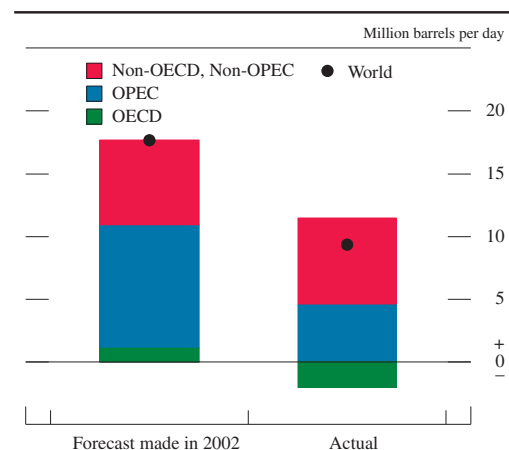 Million barrels per day
Non-OECD, Non-OPEC
World
OPEC
OECD
20
15
10
5
+
0
–
Forecast made in 2002
Actual